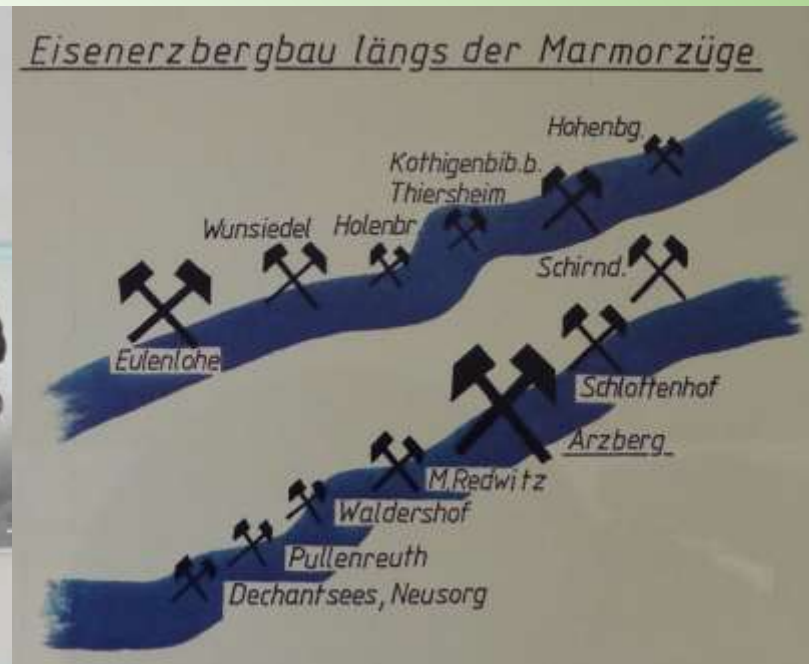 Eisenerzbergbau längs der Marmorzüge
Hohenbg.
Kothigenbib.b.
Thiersheim
Wunsiedel
Holenbr
Schirnd.
Eulenlohe
Schlottenhof
Arzberg
M.Redwitz
Waldershof
Pullenreuth
Dechantsees, Neusorg